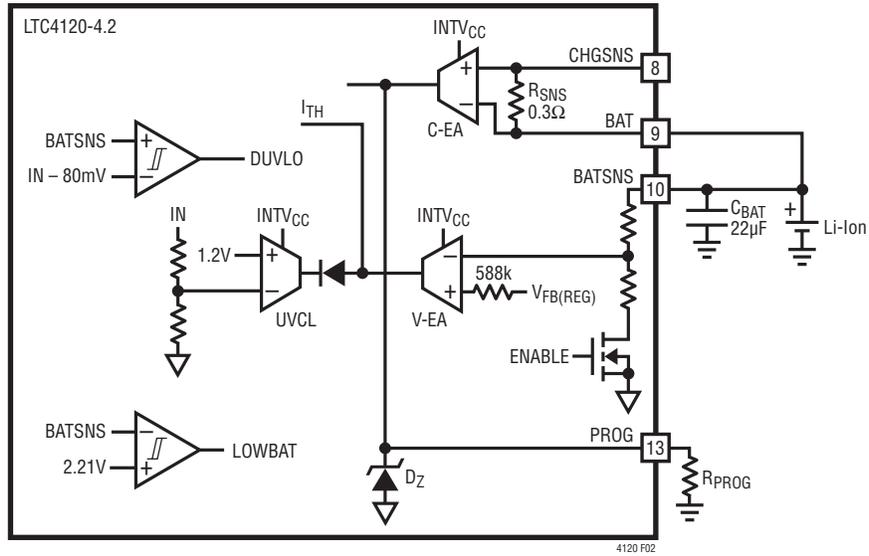 LTC4120-4.2
INTVCC
CHGSNS
8
+
–
RSNS
0.3Ω
C-EA
BAT
9
ITH
BATSNS
+
IN – 80mV
–
DUVLO
BATSNS
10
CBAT
22µF
+
Li-Ion
IN
INTVCC
1.2V
+
–
UVCL
INTVCC
–
+
588k
VFB(REG)
V-EA
ENABLE
BATSNS
–
2.21V
+
LOWBAT
PROG
13
DZ
RPROG
4120 F02